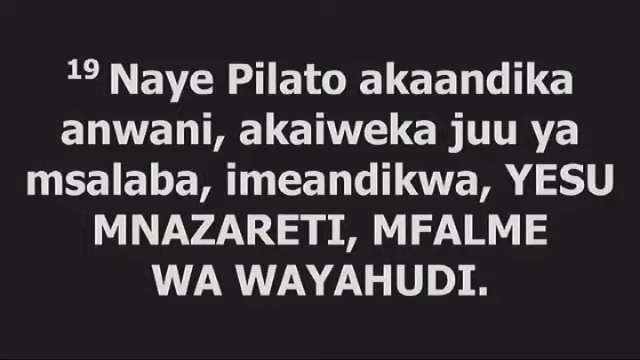 19 Naye Pilato akaandika
anwani, akaiweka juu ya
msalaba, imeandikwa, YESU
MNAZARETI, MFALME
WA WAYAHUDI.